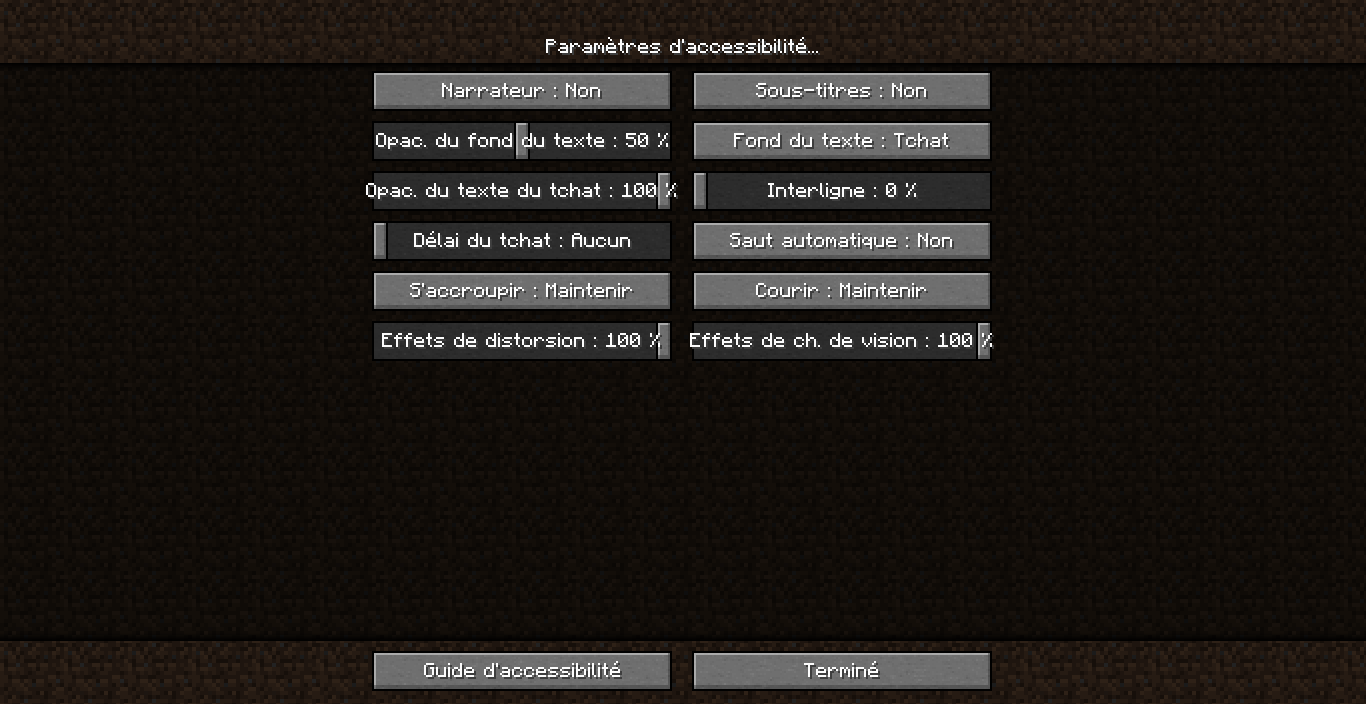 Paramètres d'accessibilité...
Narrateur : Non
Sous-titres : Non
Opac. du fond du texte : 50 %
Fond du texte : Tchat
Opac. du texte du tchat : 100 %
Interligne : 0 %
Délai du tchat : Aucun
Saut automatique : Non
S'accroupir : Maintenir
Courir : Maintenir
Effets de distorsion : 100 %
Effets de ch. de vision : 100 %
Guide d'accessibilité
Terminé